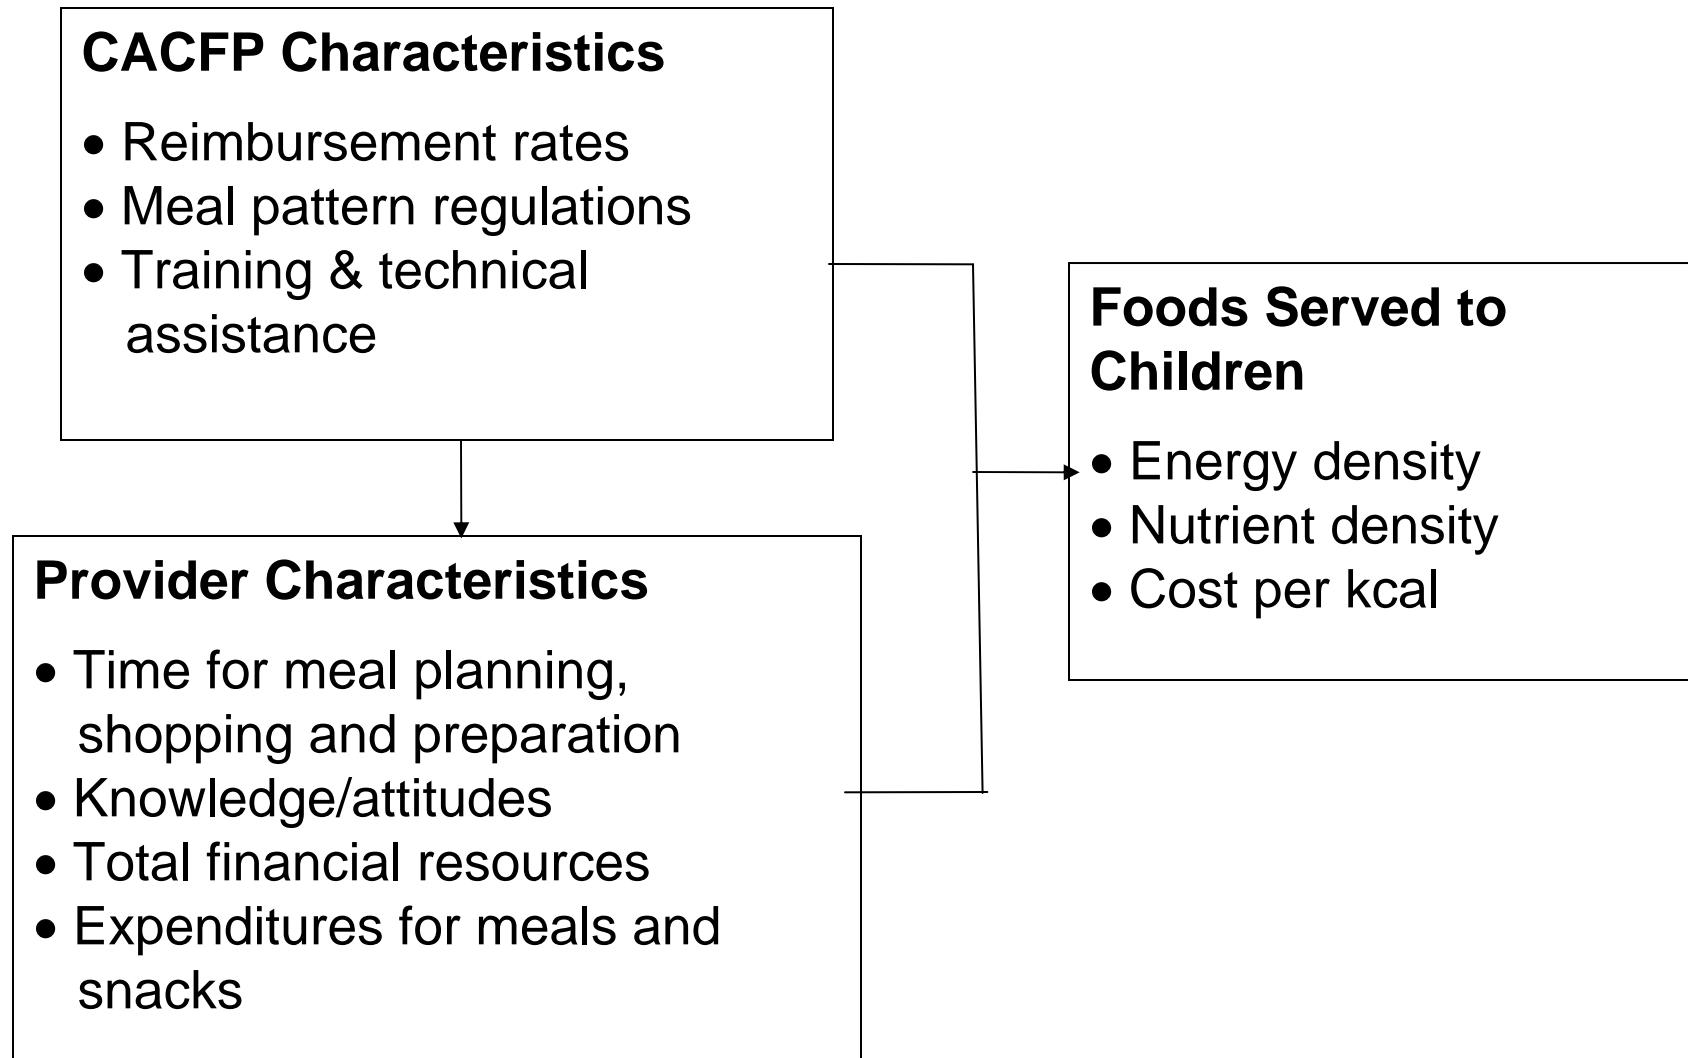 CACFP Characteristics
• Reimbursement rates
• Meal pattern regulations
• Training & technical
assistance
Foods Served to
Children
• Energy density
• Nutrient density
• Cost per kcal
Provider Characteristics
• Time for meal planning,
shopping and preparation
• Knowledge/attitudes
• Total financial resources
• Expenditures for meals and
snacks